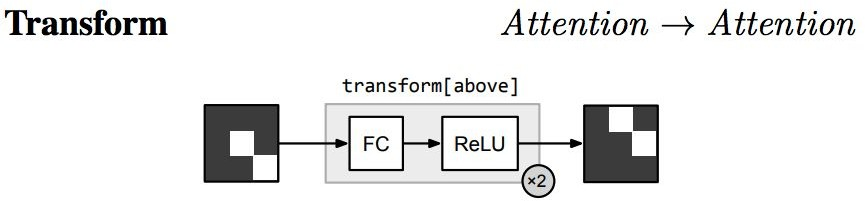 Transform Attention → Attention
transform[above]
FC ReLU
×2